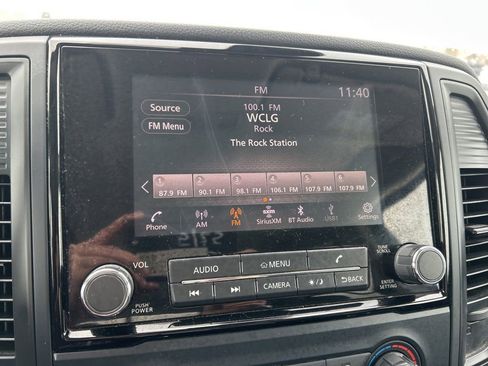 FM 11:40
Source 100.1 FM
WCLG
FM Menu Rock
The Rock Station
1 2 3 4 5 6
87.9 FM 90.1 FM 98.1 FM 106.1 FM 107.9 FM 107.9 FM
Phone AM FM SiriusXM BT Audio USB1 Settings
VOL AUDIO MENU TUNE SCROLL
PUSH POWER CAMERA BACK ENTER SETTING